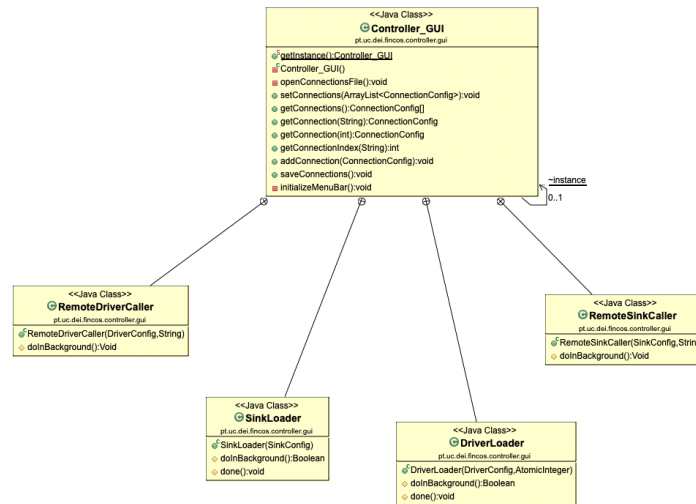 <<Java Class>>
Controller_GUI
pt.uc.dei.fincos.controller.gui
getInstance():Controller_GUI
Controller_GUI()
openConnectionsFile():void
setConnections(ArrayList<ConnectionConfig>):void
getConnections():ConnectionConfig[]
getConnection(String):ConnectionConfig
getConnection(int):ConnectionConfig
getConnectionIndex(String):int
addConnection(ConnectionConfig):void
saveConnections():void
initializeMenuBar():void
~instance
0..1
<<Java Class>>
RemoteDriverCaller
pt.uc.dei.fincos.controller.gui
RemoteDriverCaller(DriverConfig,String)
doInBackground():Void
<<Java Class>>
RemoteSinkCaller
pt.uc.dei.fincos.controller.gui
RemoteSinkCaller(SinkConfig,Strin
doInBackground():Void
<<Java Class>>
SinkLoader
pt.uc.dei.fincos.controller.gui
SinkLoader(SinkConfig)
doInBackground():Boolean
done():void
<<Java Class>>
DriverLoader
pt.uc.dei.fincos.controller.gui
DriverLoader(DriverConfig,AtomicInteger)
doInBackground():Boolean
done():void